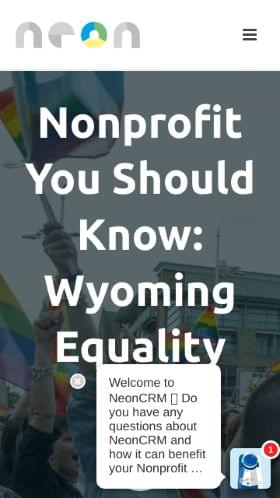 neon
Nonprofit
You Should
Know:
Wyoming
Equality
Welcome to
NeonCRM ▯ Do
you have any
questions about
NeonCRM and
how it can benefit
your Nonprofit ...
1